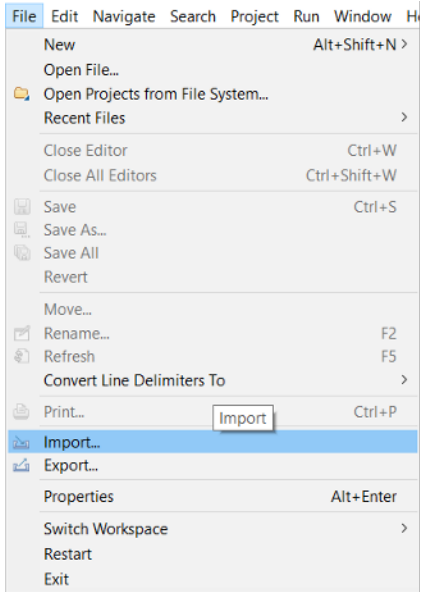 File Edit Navigate Search Project Run Window
New Alt+Shift+N >
Open File...
Open Projects from File System...
Recent Files >
Close Editor Ctrl+W
Close All Editors Ctrl+Shift+W
Save Ctrl+S
Save As...
Save All
Revert
Move...
Rename... F2
Refresh F5
Convert Line Delimiters To >
Print... Ctrl+P
Import
Import...
Export...
Properties Alt+Enter
Switch Workspace >
Restart
Exit